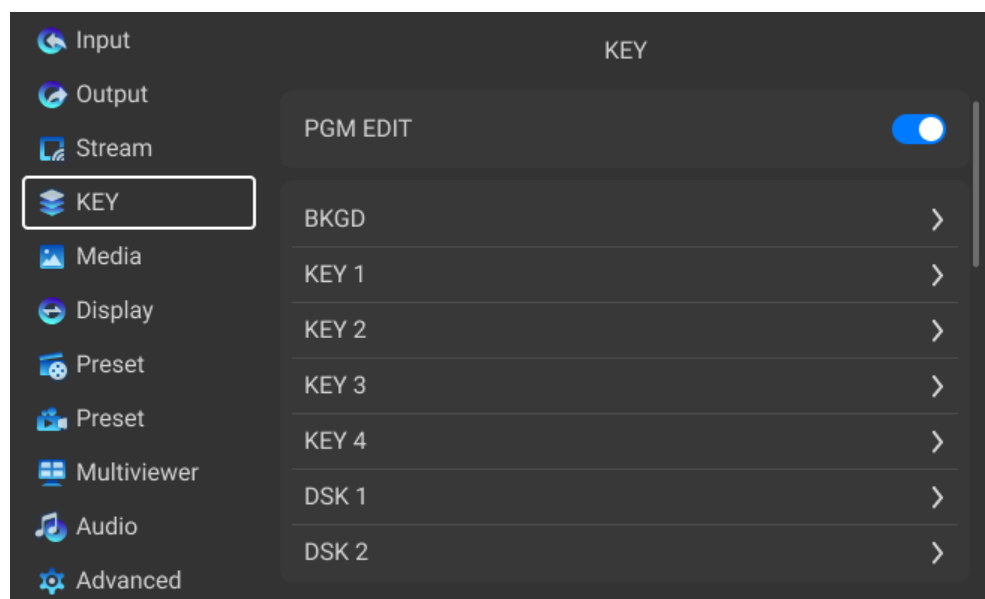 Input
Output
Stream
KEY
Media
Display
Preset
Preset
Multiviewer
Audio
Advanced
KEY
PGM EDIT
BKGD
KEY 1
KEY 2
KEY 3
KEY 4
DSK 1
DSK 2